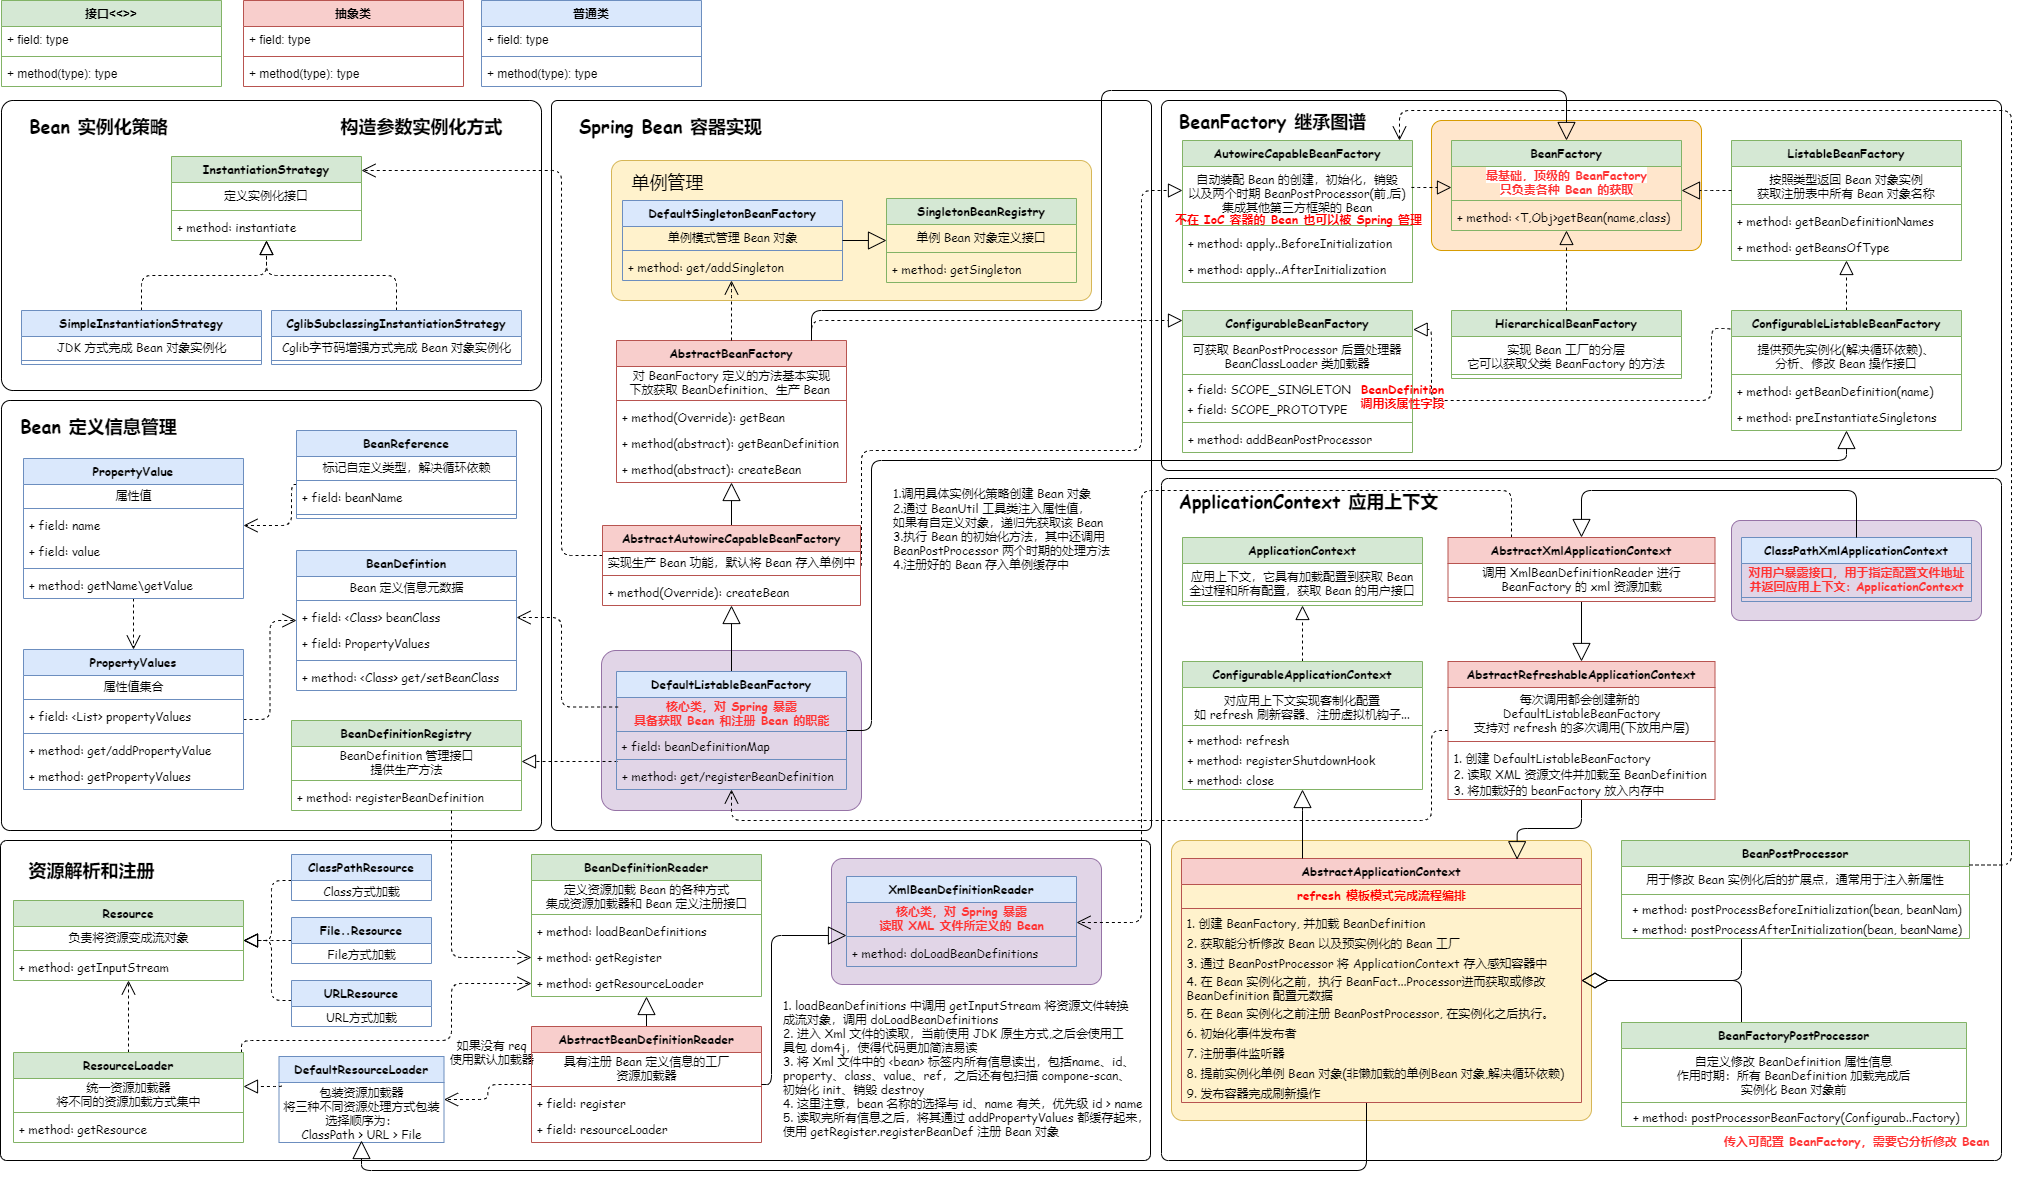 接口<<>>
+ field: type
+ method(type): type
抽象类
+ field: type
+ method(type): type
普通类
+ field: type
+ method(type): type
Bean 实例化策略
构造参数实例化方式
InstantiationStrategy
定义实例化接口
+ method: instantiate
SimpleInstantiationStrategy
JDK 方式完成 Bean 对象实例化
CglibSubclassingInstantiationStrategy
Cglib字节码增强方式完成 Bean 对象实例化
Bean 定义信息管理
PropertyValue
属性值
+ field: name
+ field: value
+ method: getName\getValue
BeanReference
标记自定义类型，解决循环依赖
+ field: beanName
BeanDefintion
Bean 定义信息元数据
+ field: <Class> beanClass
+ field: PropertyValues
+ method: <Class> get/setBeanClass
PropertyValues
属性值集合
+ field: <List> propertyValues
+ method: get/addPropertyValue
+ method: getPropertyValues
BeanDefinitionRegistry
BeanDefinition 管理接口
提供生产方法
+ method: registerBeanDefinition
Spring Bean 容器实现
单例管理
DefaultSingletonBeanFactory
单例模式管理 Bean 对象
+ method: get/addSingleton
SingletonBeanRegistry
单例 Bean 对象定义接口
+ method: getSingleton
AbstractBeanFactory
对 BeanFactory 定义的方法基本实现
下放获取 BeanDefinition、生产 Bean
+ method(Override): getBean
+ method(abstract): getBeanDefinition
+ method(abstract): createBean
AbstractAutowireCapableBeanFactory
实现生产 Bean 功能，默认将 Bean 存入单例中
+ method(Override): createBean
1.调用具体实例化策略创建 Bean 对象
2.通过 BeanUtil 工具类注入属性值，
如果有自定义对象，递归先获取该 Bean
3.执行 Bean 的初始化方法，其中还调用
BeanPostProcessor 两个时期的处理方法
4.注册好的 Bean 存入单例缓存中
DefaultListableBeanFactory
核心类，对 Spring 暴露
具备获取 Bean 和注册 Bean 的职能
+ field: beanDefinitionMap
+ method: get/registerBeanDefinition
BeanFactory 继承图谱
AutowireCapableBeanFactory
自动装配 Bean 的创建，初始化，销毁
以及两个时期 BeanPostProcessor(前,后)
集成其他第三方框架的 Bean
不在 IoC 容器的 Bean 也可以被 Spring 管理
+ method: apply..BeforeInitialization
+ method: apply..AfterInitialization
BeanFactory
最基础，顶级的 BeanFactory
只负责各种 Bean 的获取
+ method: <T,Obj>getBean(name,class)
ListableBeanFactory
按照类型返回 Bean 对象实例
获取注册表中所有 Bean 对象名称
+ method: getBeanDefinitionNames
+ method: getBeansOfType
ConfigurableBeanFactory
可获取 BeanPostProcessor 后置处理器
BeanClassLoader 类加载器
+ field: SCOPE_SINGLETON
+ field: SCOPE_PROTOTYPE
BeanDefinition
调用该属性字段
+ method: addBeanPostProcessor
HierarchicalBeanFactory
实现 Bean 工厂的分层
它可以获取父类 BeanFactory 的方法
ConfigurableListableBeanFactory
提供预先实例化(解决循环依赖)、
分析、修改 Bean 操作接口
+ method: getBeanDefinition(name)
+ method: preInstantiateSingletons
ApplicationContext 应用上下文
ApplicationContext
应用上下文，它具有加载配置到获取 Bean
全过程和所有配置，获取 Bean 的用户接口
AbstractXmlApplicationContext
调用 XmlBeanDefinitionReader 进行
BeanFactory 的 xml 资源加载
ClassPathXmlApplicationContext
对用户暴露接口，用于指定配置文件地址
并返回应用上下文：ApplicationContext
ConfigurableApplicationContext
对应用上下文实现客制化配置
如 refresh 刷新容器、注册虚拟机钩子...
+ method: refresh
+ method: registerShutdownHook
+ method: close
AbstractRefreshableApplicationContext
每次调用都会创建新的
DefaultListableBeanFactory
支持对 refresh 的多次调用(下放用户层)
1. 创建 DefaultListableBeanFactory
2. 读取 XML 资源文件并加载至 BeanDefinition
3. 将加载好的 beanFactory 放入内存中
AbstractApplicationContext
refresh 模板模式完成流程编排
1. 创建 BeanFactory, 并加载 BeanDefinition
2. 获取能分析修改 Bean 以及预实例化的 Bean 工厂
3. 通过 BeanPostProcessor 将 ApplicationContext 存入感知容器中
4. 在 Bean 实例化之前，执行 BeanFact...Processor进而获取或修改
BeanDefinition 配置元数据
5. 在 Bean 实例化之前注册 BeanPostProcessor, 在实例化之后执行。
6. 初始化事件发布者
7. 注册事件监听器
8. 提前实例化单例 Bean 对象(非懒加载的单例Bean 对象,解决循环依赖)
9. 发布容器完成刷新操作
BeanPostProcessor
用于修改 Bean 实例化后的扩展点，通常用于注入新属性
+ method: postProcessBeforeInitialization(bean, beanNam)
+ method: postProcessAfterInitialization(bean, beanName)
BeanFactoryPostProcessor
自定义修改 BeanDefinition 属性信息
作用时期：所有 BeanDefinition 加载完成后
实例化 Bean 对象前
+ method: postProcessorBeanFactory(Configurab..Factory)
传入可配置 BeanFactory，需要它分析修改 Bean
资源解析和注册
Resource
负责将资源变成流对象
+ method: getInputStream
ClassPathResource
Class方式加载
File..Resource
File方式加载
URLResource
URL方式加载
ResourceLoader
统一资源加载器
将不同的资源加载方式集中
+ method: getResource
DefaultResourceLoader
包装资源加载器
将三种不同资源处理方式包装
选择顺序为：
ClassPath > URL > File
如果没有 req
使用默认加载器
BeanDefinitionReader
定义资源加载 Bean 的各种方式
集成资源加载器和 Bean 定义注册接口
+ method: loadBeanDefinitions
+ method: getRegister
+ method: getResourceLoader
AbstractBeanDefinitionReader
具有注册 Bean 定义信息的工厂
资源加载器
+ field: register
+ field: resourceLoader
XmlBeanDefinitionReader
核心类，对 Spring 暴露
读取 XML 文件所定义的 Bean
+ method: doLoadBeanDefinitions
1. loadBeanDefinitions 中调用 getInputStream 将资源文件转换
成流对象，调用 doLoadBeanDefinitions
2. 进入 Xml 文件的读取，当前使用 JDK 原生方式,之后会使用工
具包 dom4j，使得代码更加简洁易读
3. 将 Xml 文件中的 <bean> 标签内所有信息读出，包括name、id、
property、class、value、ref，之后还有包扫描 compone-scan、
初始化 init、销毁 destroy
4. 这里注意，bean 名称的选择与 id、name 有关，优先级 id > name
5. 读取完所有信息之后，将其通过 addPropertyValues 都缓存起来，
使用 getRegister.registerBeanDef 注册 Bean 对象